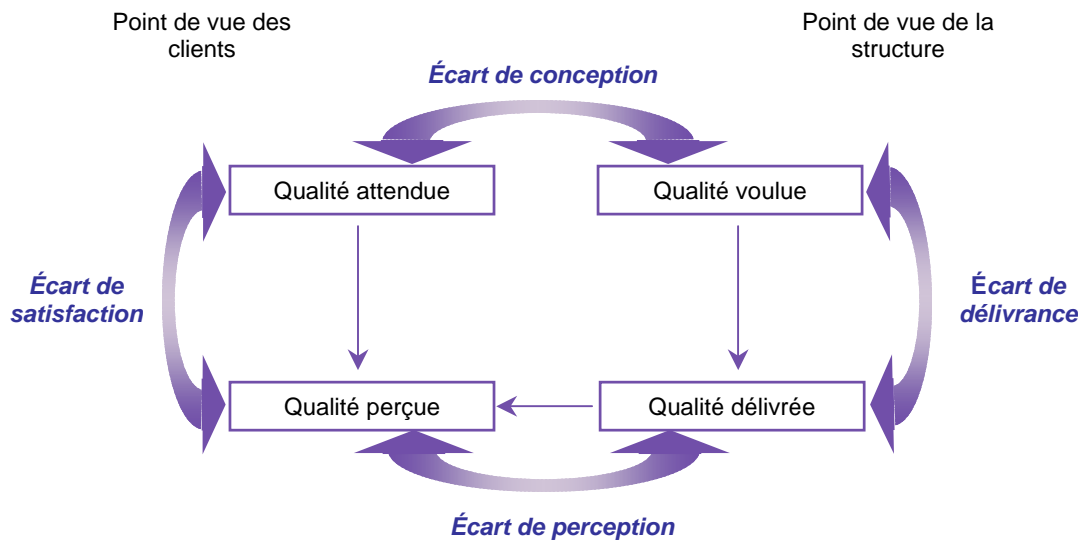 Point de vue des
clients
Point de vue de la
structure
Écart de conception
Qualité attendue
Qualité voulue
Écart de
satisfaction
Écart de
délivrance
Qualité perçue
Qualité délivrée
Écart de perception